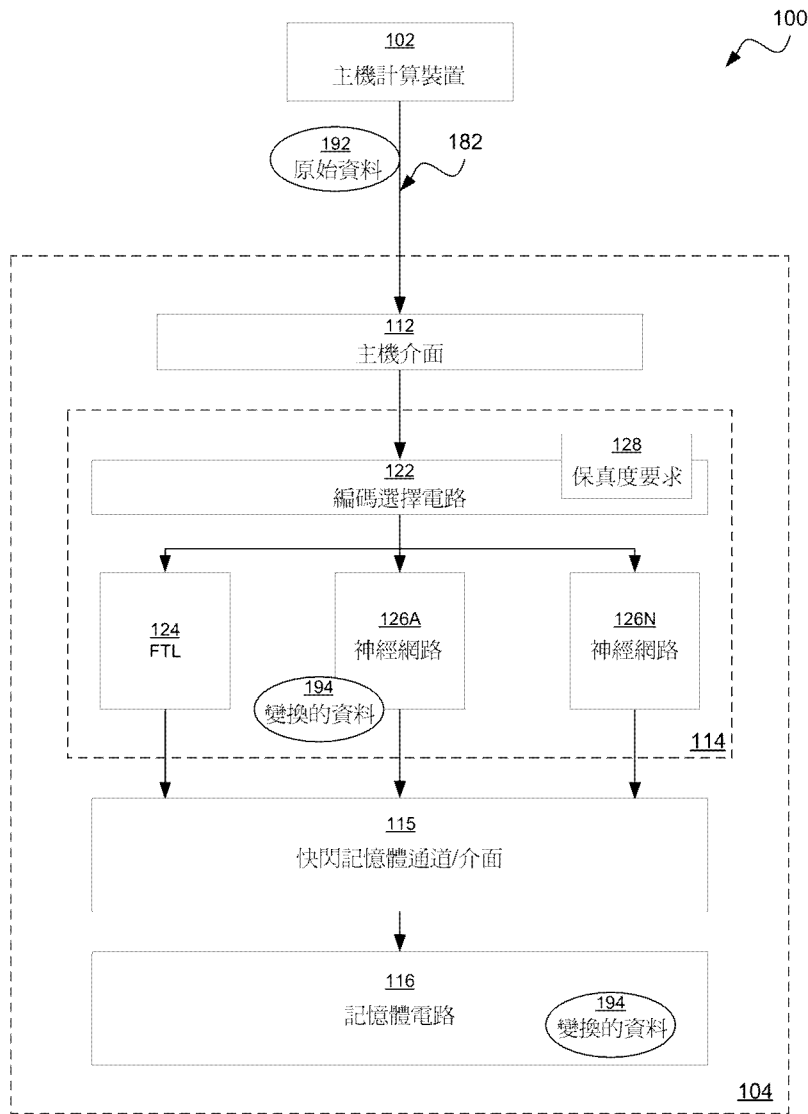 100
102
主機計算裝置
192
原始資料
182
112
主機介面
128
保真度要求
122
編碼選擇電路
124
FTL
126A
神經網路
126N
神經網路
194
變換的資料
114
115
快閃記憶體通道/介面
116
記憶體電路
194
變換的資料
104